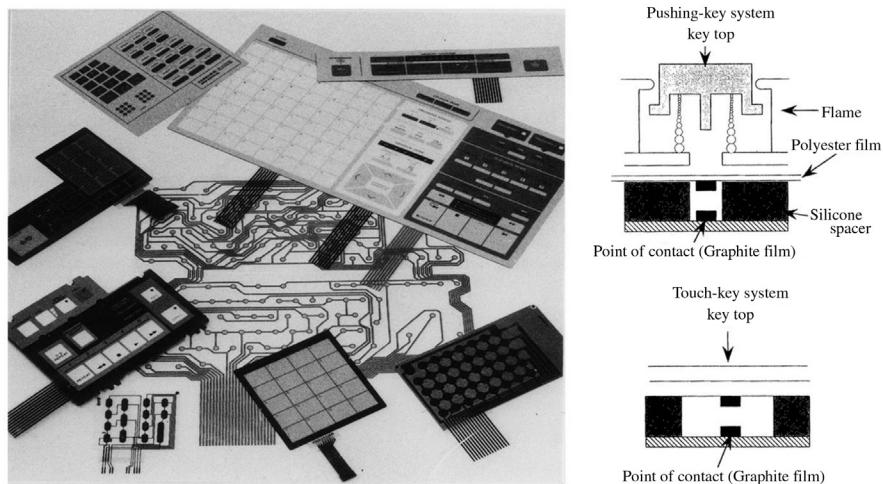 Pushing-key system
key top
Flame
Polyester film
Silicone
spacer
Point of contact (Graphite film)
Touch-key system
key top
Point of contact (Graphite film)